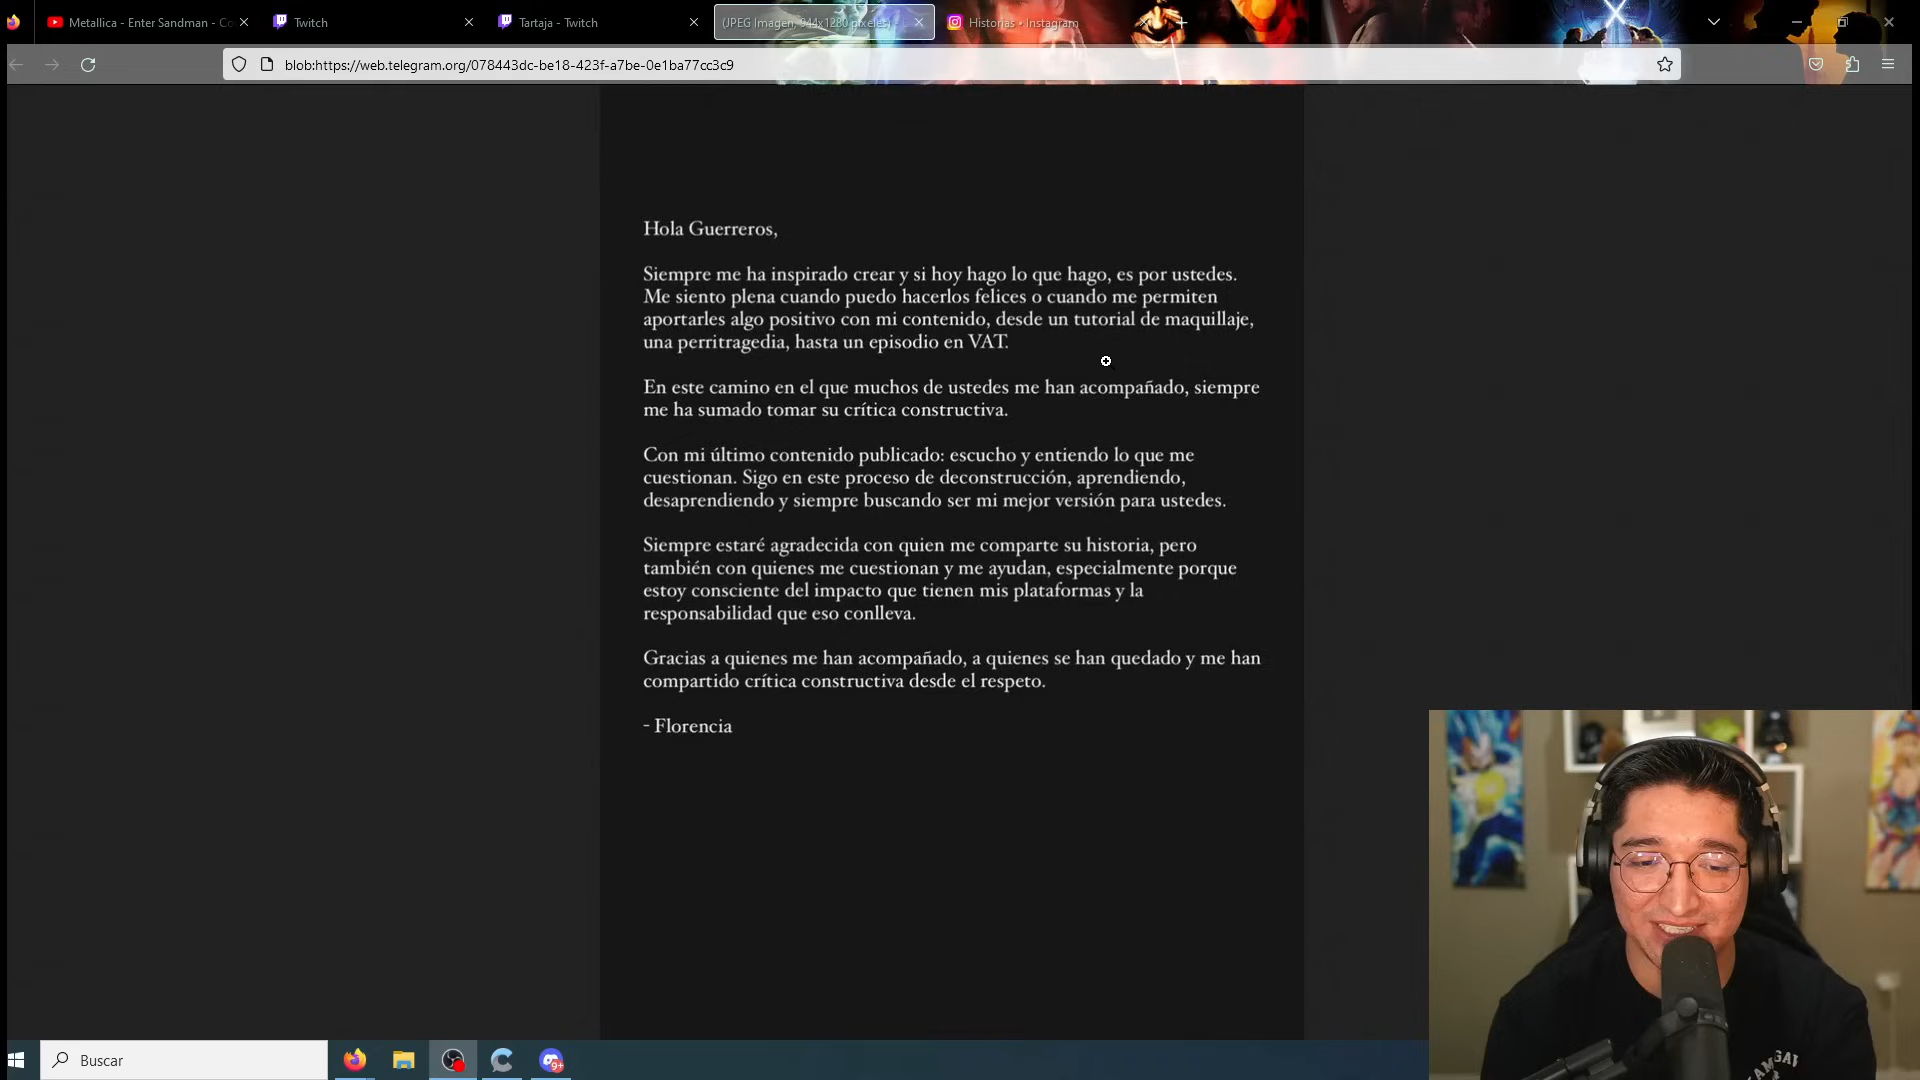 Metallica - Enter Sandman - Co
Twitch
Tartaja - Twitch
(JPEG Imagen, 944x1280 píxeles)
Historias • Instagram
blob:https://web.telegram.org/078443dc-be18-423f-a7be-0e1ba77cc3c9
Hola Guerreros,
Siempre me ha inspirado crear y si hoy hago lo que hago, es por ustedes.
Me siento plena cuando puedo hacerlos felices o cuando me permiten
aportarles algo positivo con mi contenido, desde un tutorial de maquillaje,
una perritragedia, hasta un episodio en VAT.
En este camino en el que muchos de ustedes me han acompañado, siempre
me ha sumado tomar su crítica constructiva.
Con mi último contenido publicado: escucho y entiendo lo que me
cuestionan. Sigo en este proceso de deconstrucción, aprendiendo,
desaprendiendo y siempre buscando ser mi mejor versión para ustedes.
Siempre estaré agradecida con quien me comparte su historia, pero
también con quienes me cuestionan y me ayudan, especialmente porque
estoy consciente del impacto que tienen mis plataformas y la
responsabilidad que eso conlleva.
Gracias a quienes me han acompañado, a quienes se han quedado y me han
compartido crítica constructiva desde el respeto.
- Florencia
Buscar
9+